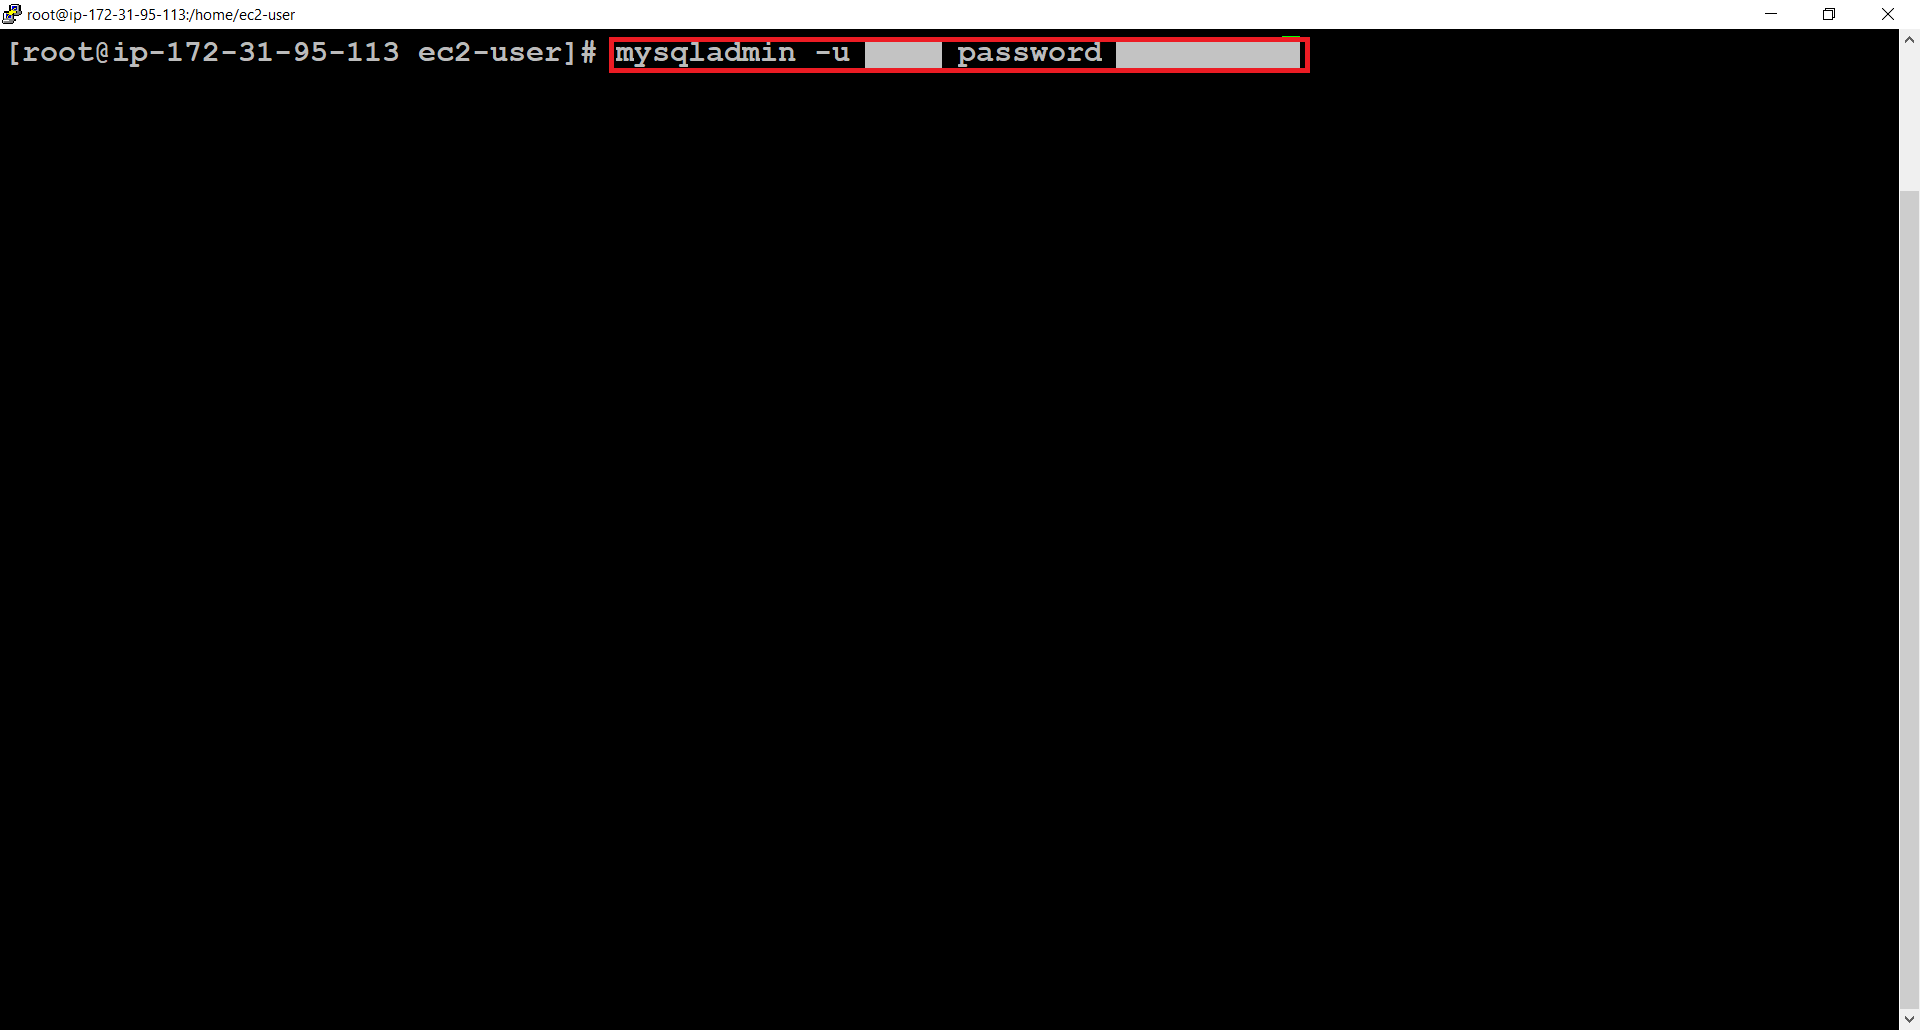 root@ip-172-31-95-113:/home/ec2-user
[root@ip-172-31-95-113 ec2-user]# mysqladmin -u password